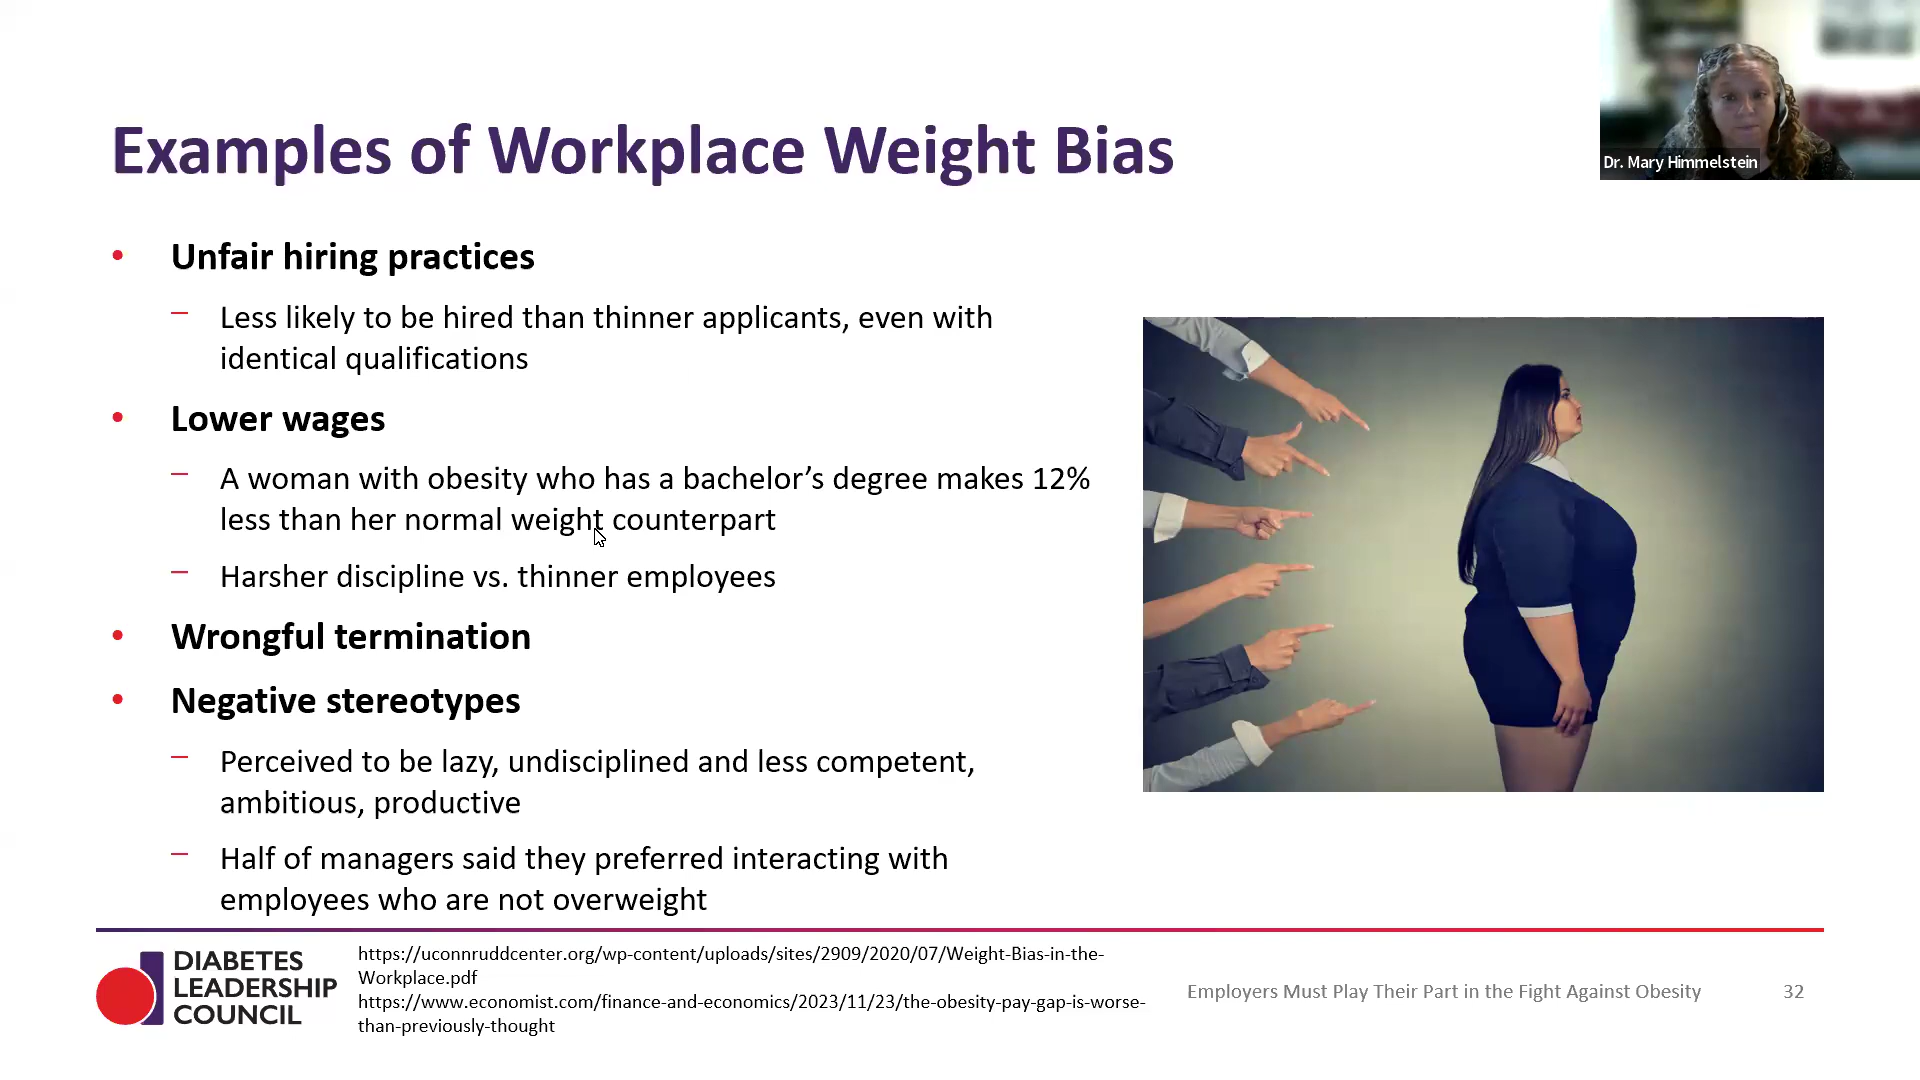 Examples of Workplace Weight Bias
Dr. Mary Himmelstein
• Unfair hiring practices
– Less likely to be hired than thinner applicants, even with
identical qualifications
• Lower wages
– A woman with obesity who has a bachelor’s degree makes 12%
less than her normal weight counterpart
– Harsher discipline vs. thinner employees
• Wrongful termination
• Negative stereotypes
– Perceived to be lazy, undisciplined and less competent,
ambitious, productive
– Half of managers said they preferred interacting with
employees who are not overweight
DIABETES
LEADERSHIP
COUNCIL
https://uconnruddcenter.org/wp-content/uploads/sites/2909/2020/07/Weight-Bias-in-the-
Workplace.pdf
https://www.economist.com/finance-and-economics/2023/11/23/the-obesity-pay-gap-is-worse-
than-previously-thought
Employers Must Play Their Part in the Fight Against Obesity
32